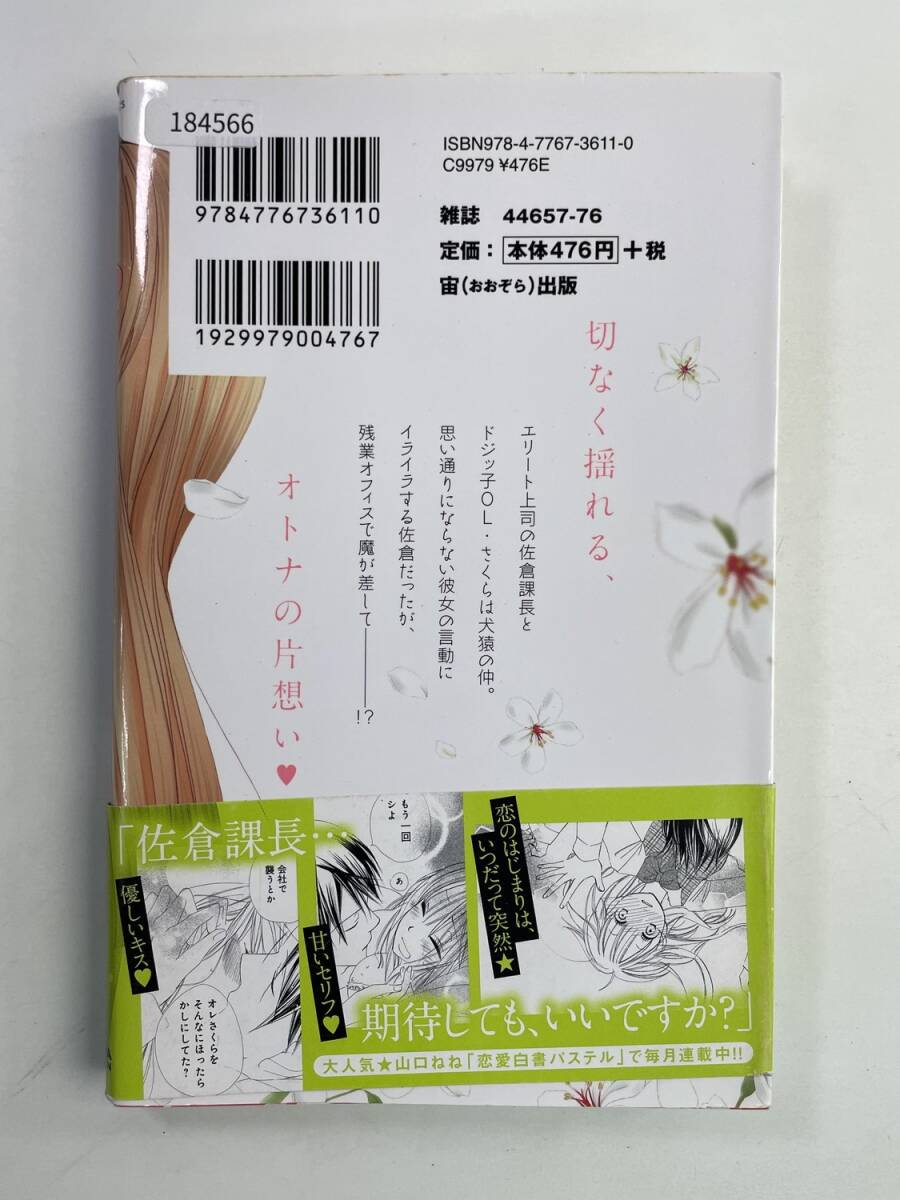 184566
9784776736110
1929979004767
ISBN978-4-7767-3611-0
C9979 ¥476E
雑誌 44657-76
定価：本体476円+税
宙(おおぞら)出版
切なく揺れる、
オトナの片想い♥
エリート上司の佐倉課長と
ドジッ子OL・さくらは犬猿の仲。
思い通りにならない彼女の言動に
イライラする佐倉だったが、
残業オフィスで魔が差して———!?
「佐倉課長…
優しいキス♥
会社で
襲うとか
オレさくらを
そんなにほったら
かしにしてた？
もう一回
シよ
あ
甘いセリフ♥
恋のはじまりは、
いつだって突然★
期待しても、いいですか？」
大人気★山口ねね「恋愛白書パステル」で毎月連載中!!